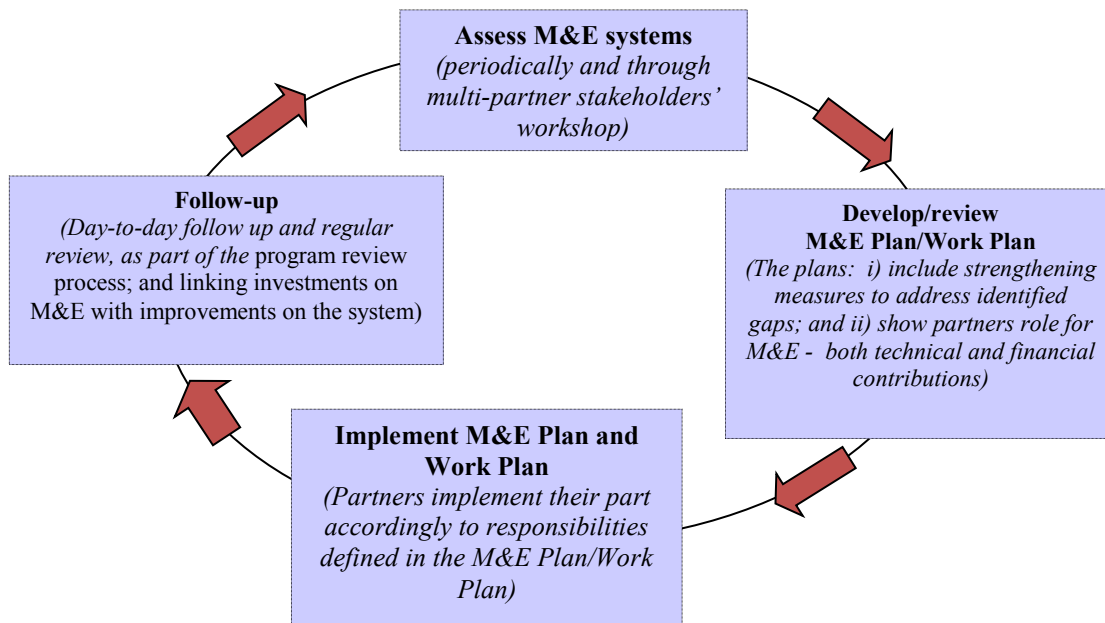 Assess M&E systems
(periodically and through
multi-partner stakeholders’
workshop)
Develop/review
M&E Plan/Work Plan
(The plans: i) include strengthening
measures to address identified
gaps; and ii) show partners role for
M&E - both technical and financial
contributions)
Implement M&E Plan and
Work Plan
(Partners implement their part
accordingly to responsibilities
defined in the M&E Plan/Work
Plan)
Follow-up
(Day-to-day follow up and regular
review, as part of the program review
process; and linking investments on
M&E with improvements on the system)